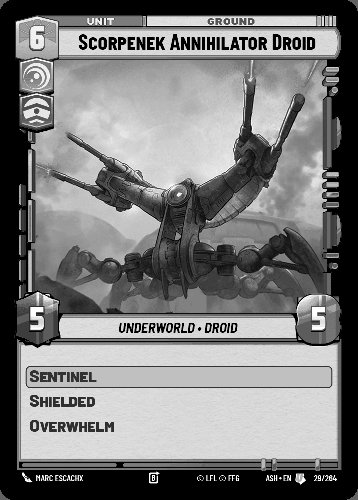 UNIT GROUND
6 SCORPENEK ANNIHILATOR DROID
5 5
UNDERWORLD • DROID
SENTINEL
SHIELDED
OVERWHELM
MARC ESCACHX © LFL © FFG ASH • EN 29/264